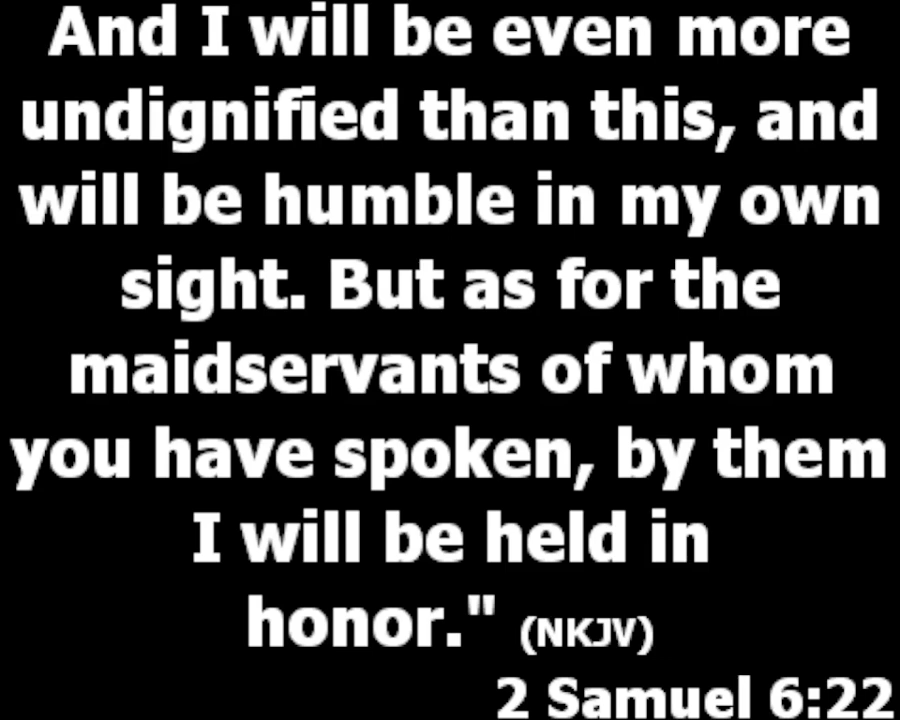 And I will be even more
undignified than this, and
will be humble in my own
sight. But as for the
maidservants of whom
you have spoken, by them
I will be held in
honor." (NKJV)
2 Samuel 6:22